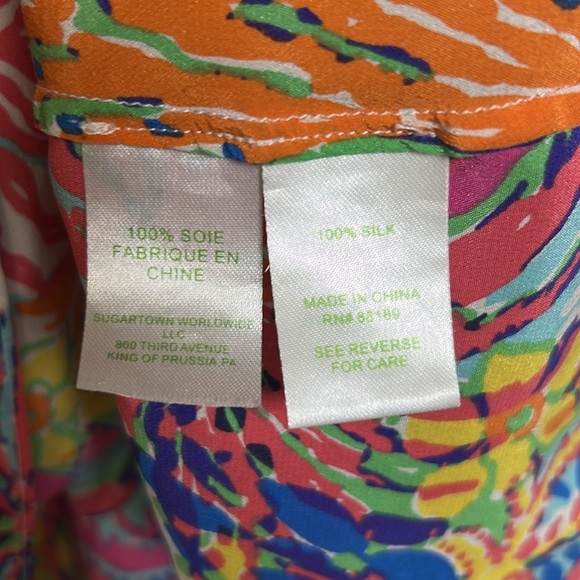 100% SOIE
FABRIQUE EN
CHINE
SUGARTOWN WORLDWIDE
LLC
800 THIRD AVENUE
KING OF PRUSSIA PA
100% SILK
MADE IN CHINA
RN# 88189
SEE REVERSE
FOR CARE